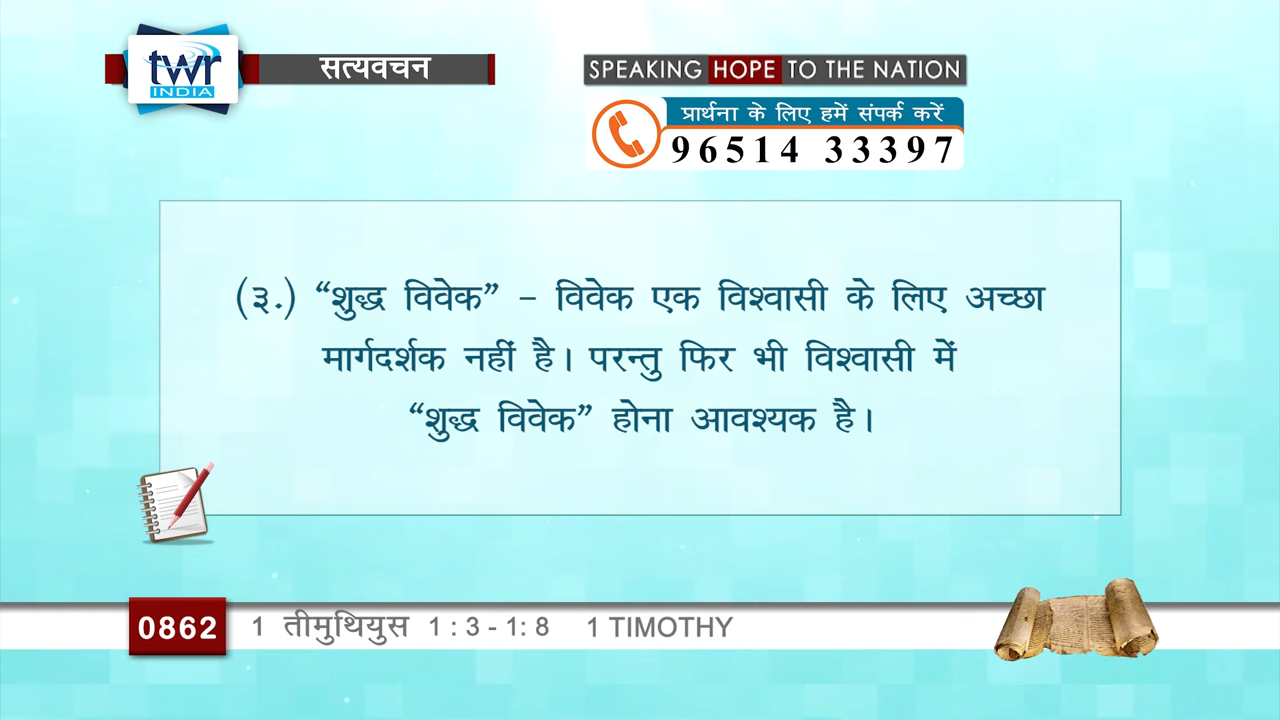 twr
INDIA
सत्यवचन
SPEAKING HOPE TO THE NATION
प्रार्थना के लिए हमें संपर्क करें
96514 33397
(३.) “शुद्ध विवेक” – विवेक एक विश्वासी के लिए अच्छा
मार्गदर्शक नहीं है। परन्तु फिर भी विश्वासी में
“शुद्ध विवेक” होना आवश्यक है।
0862 1 तीमुथियुस 1 : 3 - 1: 8 1 TIMOTHY